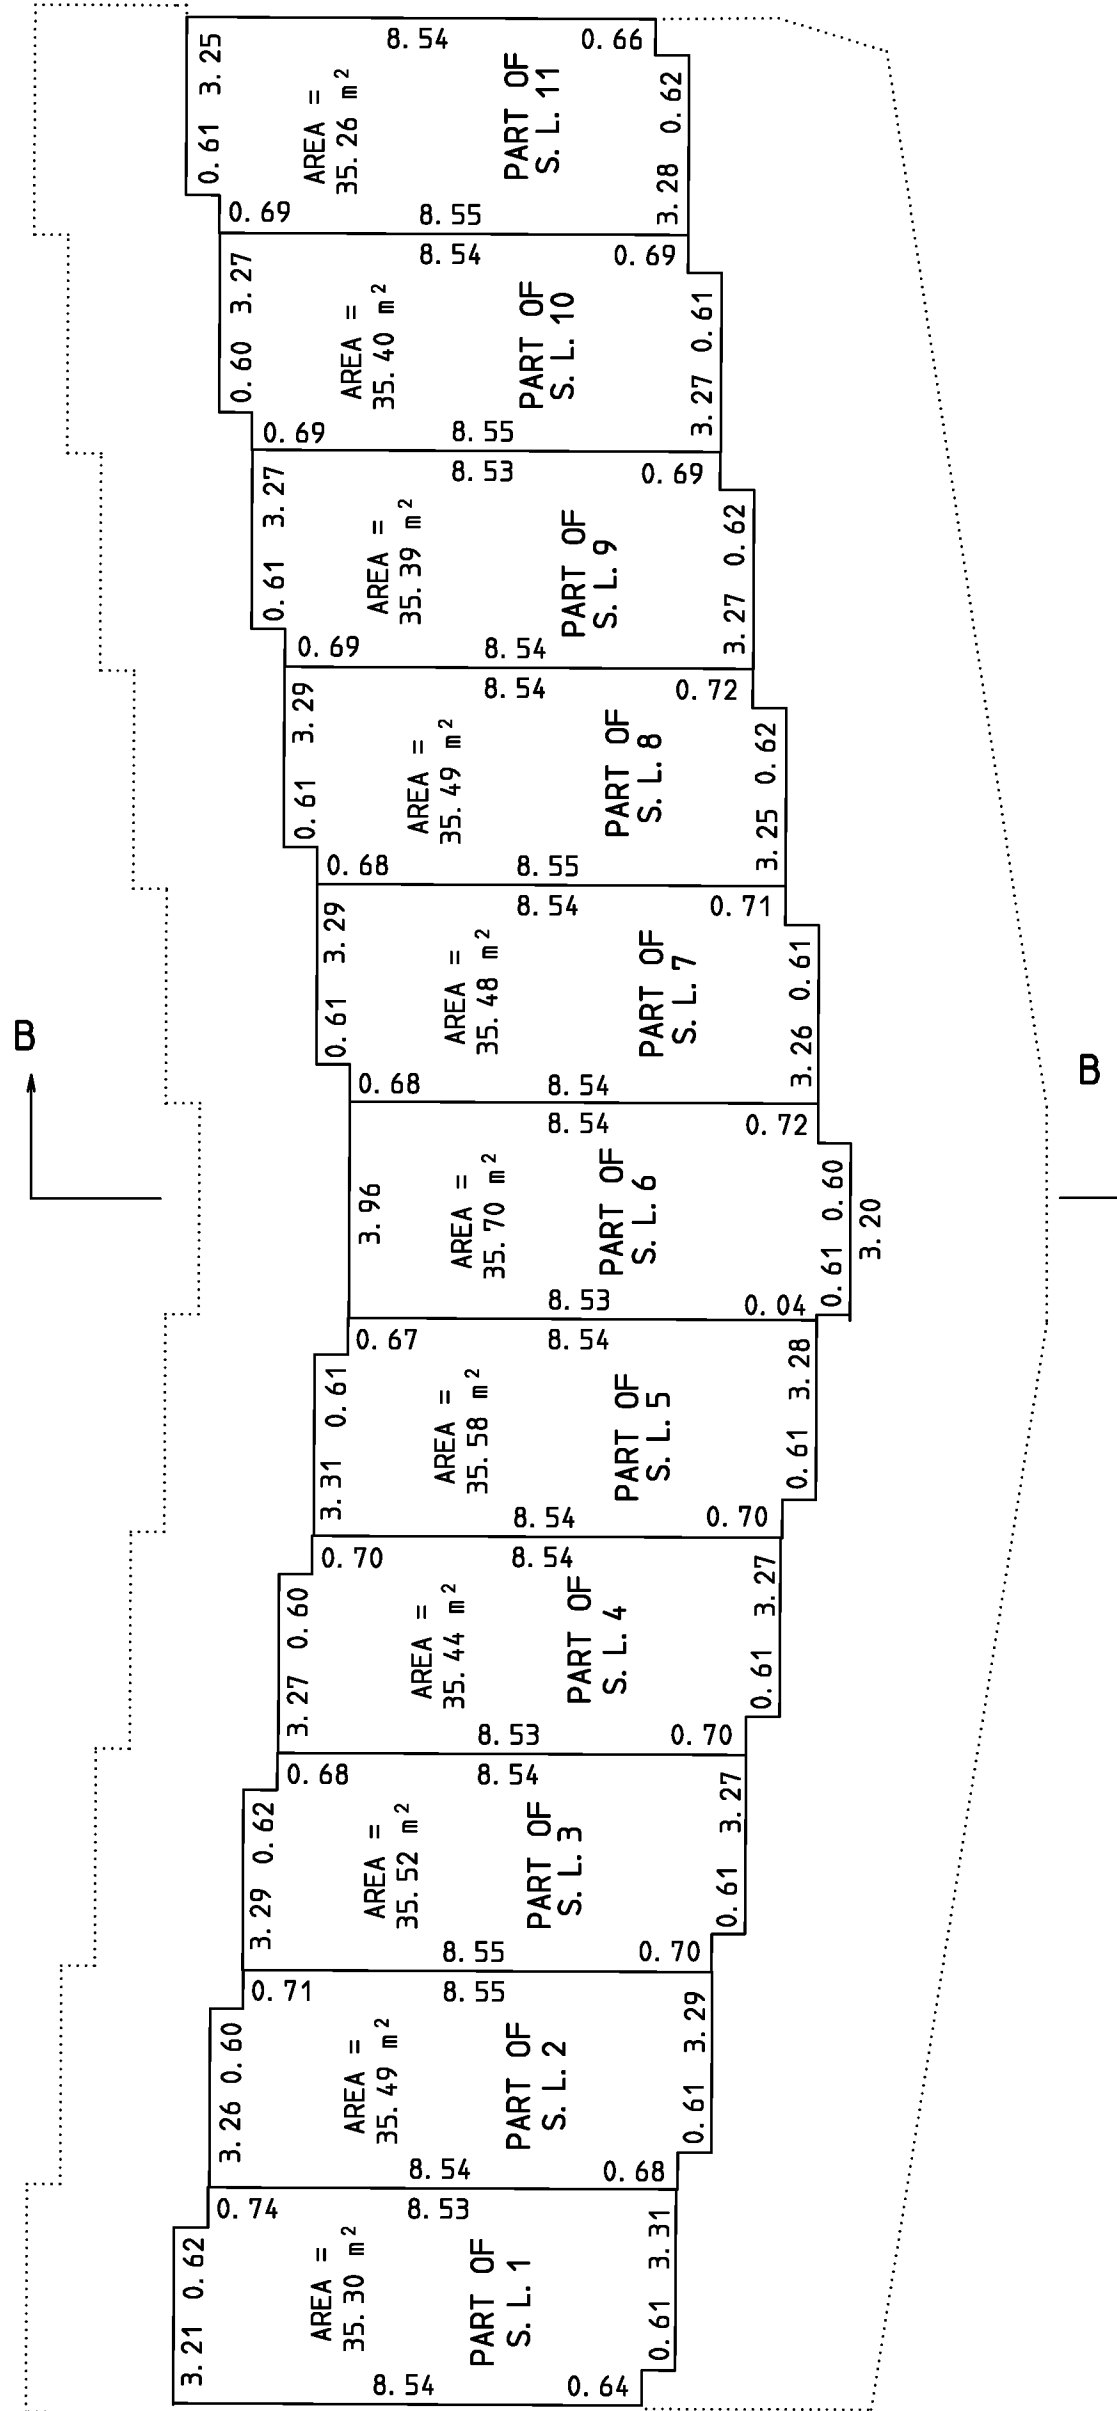 8.54 0.66
0.61 3.25
AREA =
35.26 m²
PART OF
S. L. 11
3.28 0.62
0.69 8.55
8.54 0.69
0.60 3.27
AREA =
35.40 m²
PART OF
S. L. 10
3.27 0.61
0.69 8.55
8.53 0.69
0.61 3.27
AREA =
35.39 m²
PART OF
S. L. 9
3.27 0.62
0.69 8.54
8.54 0.72
0.61 3.29
AREA =
35.49 m²
PART OF
S. L. 8
3.25 0.62
0.68 8.55
8.54 0.71
0.61 3.29
AREA =
35.48 m²
PART OF
S. L. 7
3.26 0.61
0.68 8.54
B
B
8.54 0.72
3.96
AREA =
35.70 m²
PART OF
S. L. 6
0.61 0.60
3.20
8.53 0.04
0.67 8.54
3.31 0.61
AREA =
35.58 m²
PART OF
S. L. 5
0.61 3.28
8.54 0.70
0.70 8.54
3.27 0.60
AREA =
35.44 m²
PART OF
S. L. 4
0.61 3.27
8.53 0.70
0.68 8.54
3.29 0.62
AREA =
35.52 m²
PART OF
S. L. 3
0.61 3.27
8.55 0.70
0.71 8.55
3.26 0.60
AREA =
35.49 m²
PART OF
S. L. 2
0.61 3.29
8.54 0.68
0.74 8.53
3.21 0.62
AREA =
35.30 m²
PART OF
S. L. 1
0.61 3.31
8.54 0.64